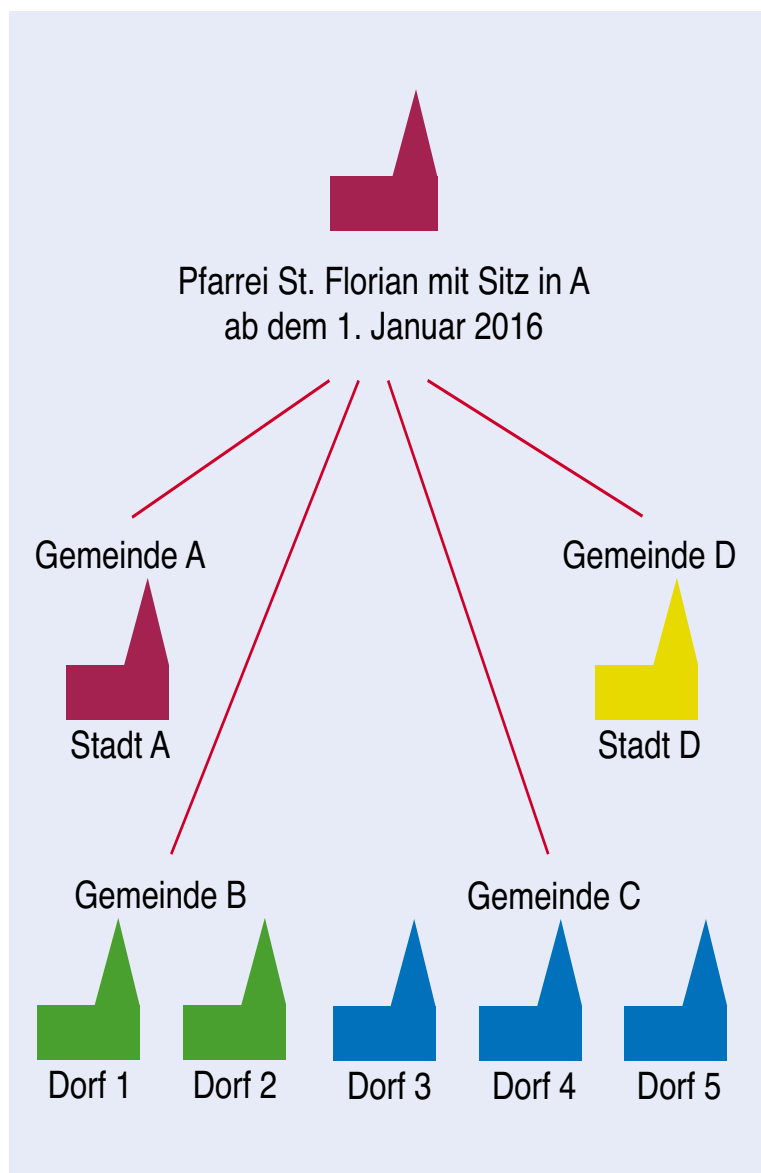 Pfarrei St. Florian mit Sitz in A
ab dem 1. Januar 2016
Gemeinde A
Gemeinde D
Stadt A
Stadt D
Gemeinde B
Gemeinde C
Dorf 1
Dorf 2
Dorf 3
Dorf 4
Dorf 5